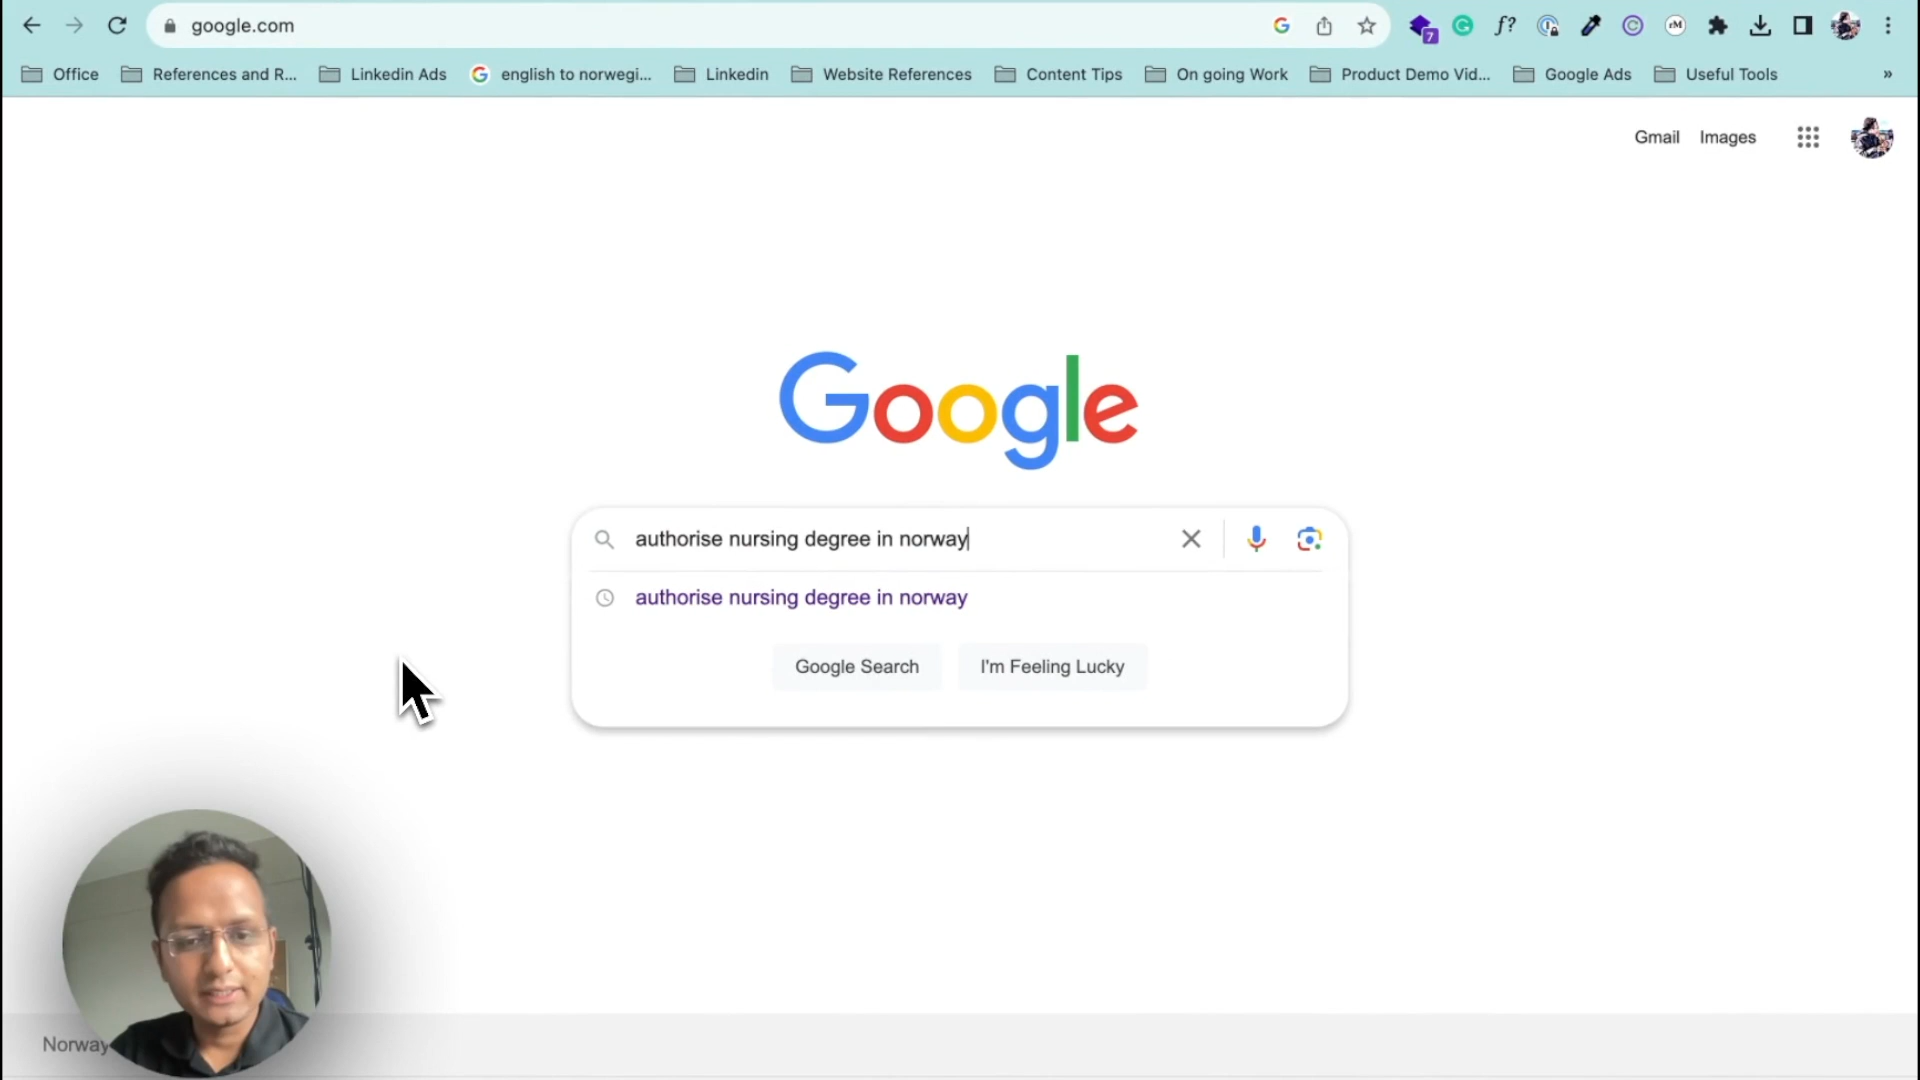 google.com
Office References and R... Linkedin Ads english to norwegi... Linkedin Website References Content Tips On going Work Product Demo Vid... Google Ads Useful Tools »
Gmail Images
Google
authorise nursing degree in norway
authorise nursing degree in norway
Google Search I'm Feeling Lucky
Norway
f?
7
rM